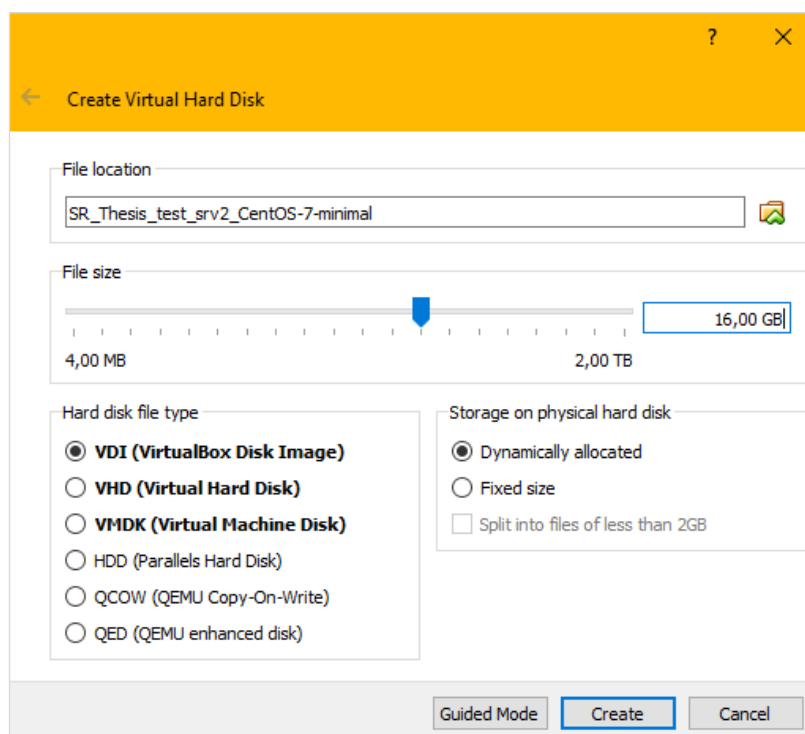 ?
Create Virtual Hard Disk
File location
SR_Thesis_test_srv2_CentOS-7-minimal
File size
16,00 GB
4,00 MB 2,00 TB
Hard disk file type
VDI (VirtualBox Disk Image)
VHD (Virtual Hard Disk)
VMDK (Virtual Machine Disk)
HDD (Parallels Hard Disk)
QCOW (QEMU Copy-On-Write)
QED (QEMU enhanced disk)
Storage on physical hard disk
Dynamically allocated
Fixed size
Split into files of less than 2GB
Guided Mode Create Cancel